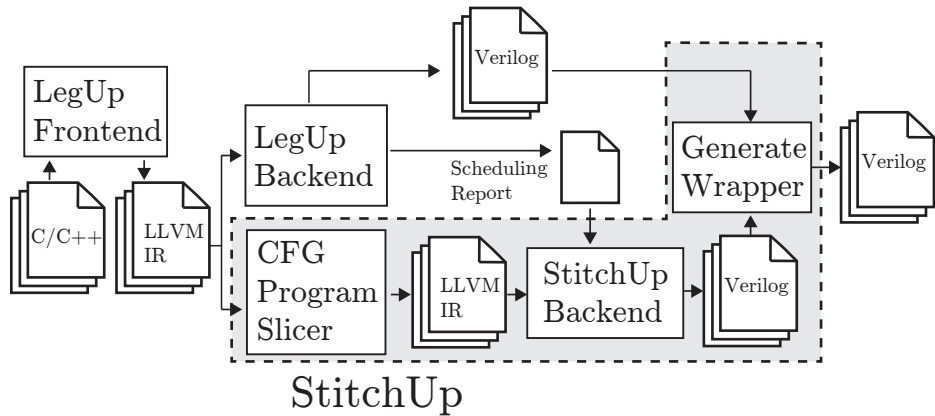 Verilog
LegUp
Frontend
LegUp
Backend
Scheduling
Report
Generate
Wrapper
Verilog
C/C++
LLVM
IR
CFG
Program
Slicer
LLVM
IR
StitchUp
Backend
Verilog
StitchUp